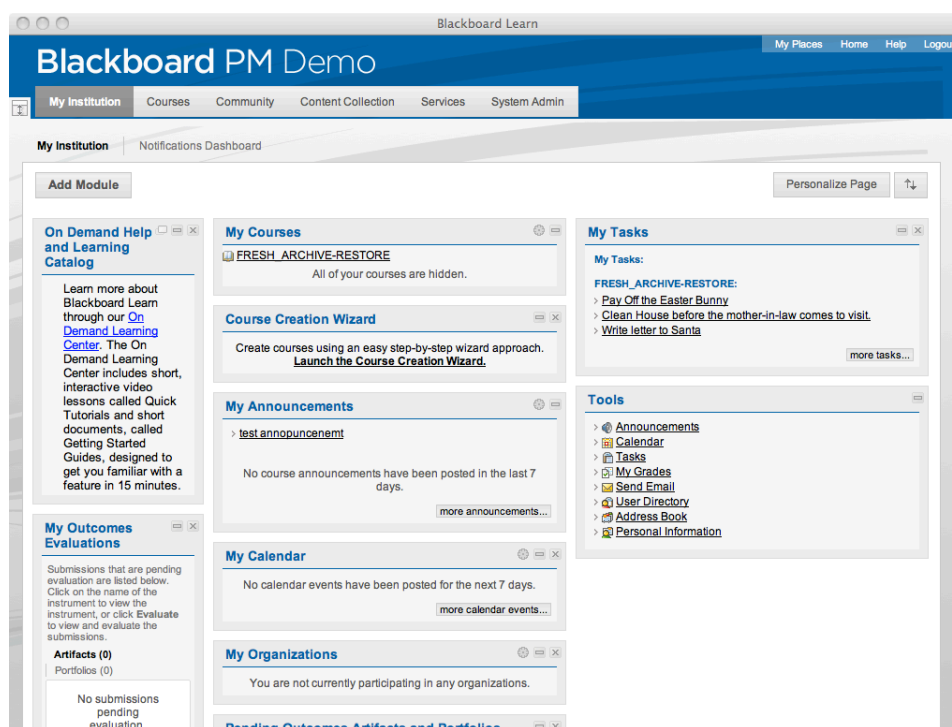 Blackboard Learn
My Places Home Help Logou
Blackboard PM Demo
My Institution Courses Community Content Collection Services System Admin
My Institution Notifications Dashboard
Add Module
Personalize Page
On Demand Help
and Learning
Catalog
Learn more about
Blackboard Learn
through our On
Demand Learning
Center. The On
Demand Learning
Center includes short,
interactive video
lessons called Quick
Tutorials and short
documents, called
Getting Started
Guides, designed to
get you familiar with a
feature in 15 minutes.
My Outcomes
Evaluations
Submissions that are pending
evaluation are listed below.
Click on the name of the
instrument to view the
instrument, or click Evaluate
to view and evaluate the
submissions.
Artifacts (0)
Portfolios (0)
No submissions
pending
evaluation
My Courses
FRESH_ARCHIVE-RESTORE
All of your courses are hidden.
Course Creation Wizard
Create courses using an easy step-by-step wizard approach.
Launch the Course Creation Wizard.
My Announcements
test annopuncenemt
No course announcements have been posted in the last 7
days.
more announcements...
My Calendar
No calendar events have been posted for the next 7 days.
more calendar events...
My Organizations
You are not currently participating in any organizations.
Pending Outcomes Artifacts and Portfolios
My Tasks
My Tasks:
FRESH_ARCHIVE-RESTORE:
Pay Off the Easter Bunny
Clean House before the mother-in-law comes to visit.
Write letter to Santa
more tasks...
Tools
Announcements
Calendar
Tasks
My Grades
Send Email
User Directory
Address Book
Personal Information